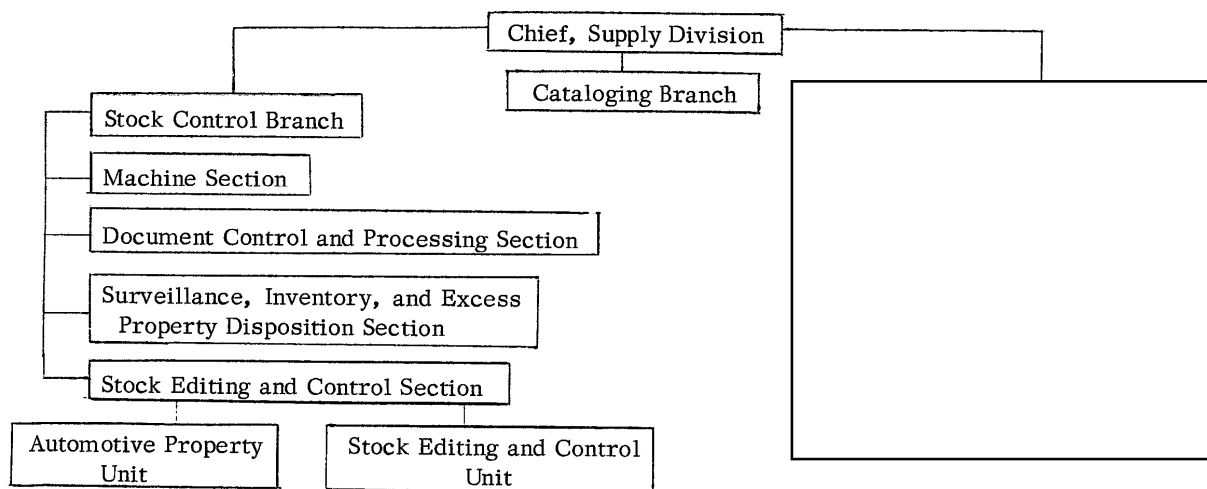 Chief, Supply Division
Cataloging Branch
Stock Control Branch
Machine Section
Document Control and Processing Section
Surveillance, Inventory, and Excess
Property Disposition Section
Stock Editing and Control Section
Automotive Property
Unit
Stock Editing and Control
Unit